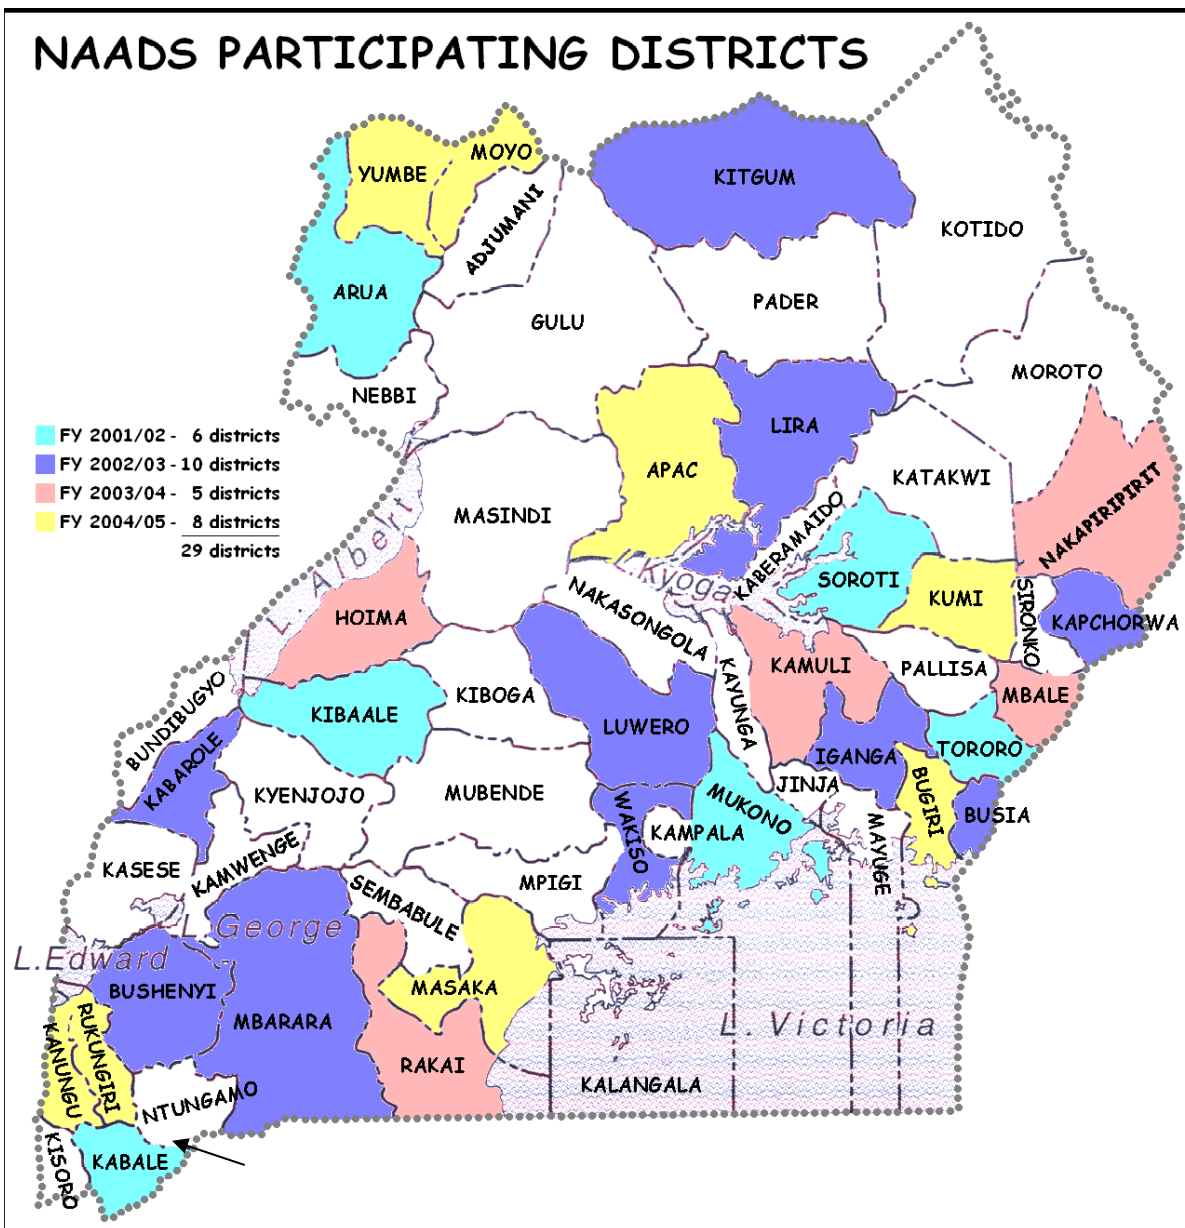 NAADS PARTICIPATING DISTRICTS
MOYO
YUMBE
KITGUM
ADJUMANI
KOTIDO
ARUA
PADER
GULU
MOROTO
NEBBI
LIRA
FY 2001/02 - 6 districts
FY 2002/03 - 10 districts
FY 2003/04 - 5 districts
FY 2004/05 - 8 districts
29 districts
APAC
KATAKWI
NAKAPIRIPIRIT
MASINDI
KABERAMAIDO
L. Albert
L. Kyoga
SOROTI
KUMI
SIRONKO
KAPCHORWA
HOIMA
NAKASONGOLA
KAMULI
PALLISA
MBALE
BUNDIBUGYO
KIBOGA
KAYUNGA
KIBAALE
LUWERO
KABAROLE
IGANGA
TORORO
KYENJOJO
MUBENDE
MUKONO
JINJA
BUGIRI
WAKISO
KAMPALA
MAYUGE
BUSIA
KASESE
KAMWENGE
SEMBABULE
MPIGI
L. George
L.Edward
BUSHENYI
MASAKA
MBARARA
L. Victoria
RUKUNGIRI
KANUNGU
RAKAI
KALANGALA
NTUNGAMO
KISORO
KABALE